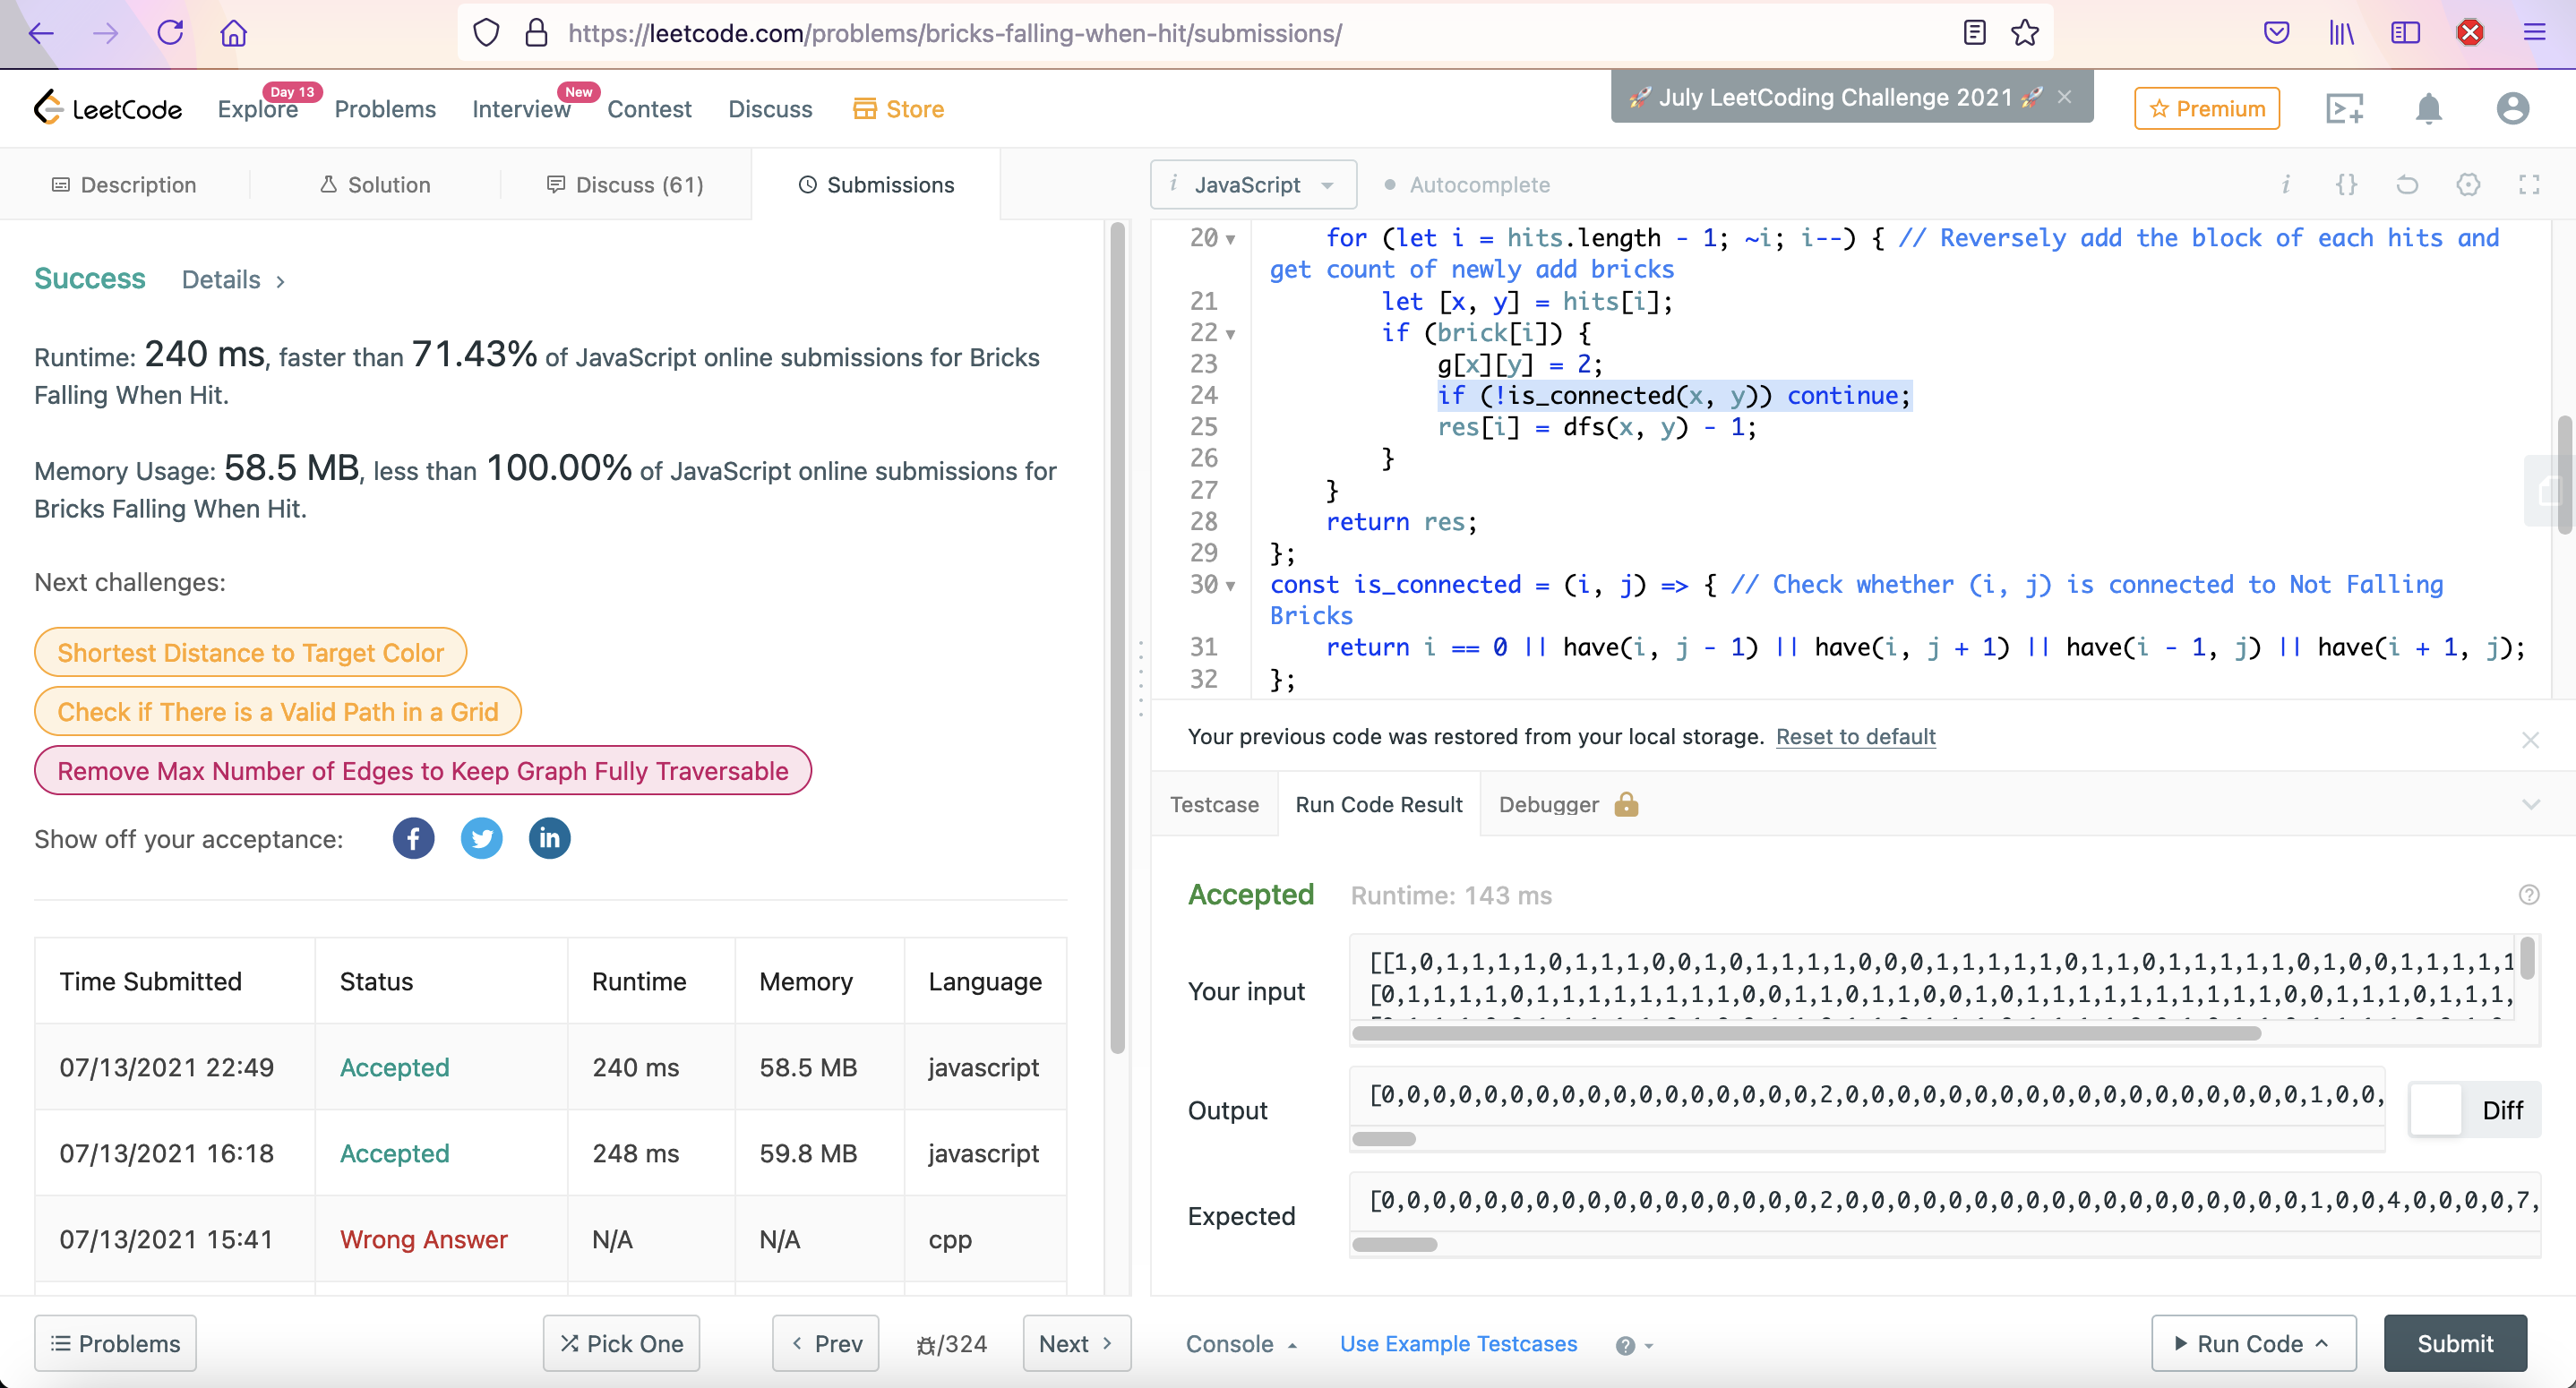 https://leetcode.com/problems/bricks-falling-when-hit/submissions/
LeetCode
Explore
Day 13
Problems
Interview
New
Contest
Discuss
Store
🚀 July LeetCoding Challenge 2021 🚀
Premium
Description
Solution
Discuss (61)
Submissions
Success
Details
Runtime: 240 ms, faster than 71.43% of JavaScript online submissions for Bricks
Falling When Hit.
Memory Usage: 58.5 MB, less than 100.00% of JavaScript online submissions for
Bricks Falling When Hit.
Next challenges:
Shortest Distance to Target Color
Check if There is a Valid Path in a Grid
Remove Max Number of Edges to Keep Graph Fully Traversable
Show off your acceptance:
Time Submitted Status Runtime Memory Language
07/13/2021 22:49 Accepted 240 ms 58.5 MB javascript
07/13/2021 16:18 Accepted 248 ms 59.8 MB javascript
07/13/2021 15:41 Wrong Answer N/A N/A cpp
Problems
Pick One
Prev
/324
Next
i JavaScript
Autocomplete
20 for (let i = hits.length - 1; ~i; i--) { // Reversely add the block of each hits and
get count of newly add bricks
21 let [x, y] = hits[i];
22 if (brick[i]) {
23 g[x][y] = 2;
24 if (!is_connected(x, y)) continue;
25 res[i] = dfs(x, y) - 1;
26 }
27 }
28 return res;
29 };
30 const is_connected = (i, j) => { // Check whether (i, j) is connected to Not Falling
Bricks
31 return i == 0 || have(i, j - 1) || have(i, j + 1) || have(i - 1, j) || have(i + 1, j);
32 };
Your previous code was restored from your local storage. Reset to default
Testcase
Run Code Result
Debugger
Accepted Runtime: 143 ms
Your input
[[1,0,1,1,1,1,0,1,1,1,0,0,1,0,1,1,1,1,0,0,0,1,1,1,1,1,0,1,1,0,1,1,1,1,1,0,1,0,0,1,1,1,1,1
[0,1,1,1,1,0,1,1,1,1,1,1,1,1,0,0,1,1,0,1,1,0,0,1,0,1,1,1,1,1,1,1,1,1,1,0,0,1,1,1,0,1,1,1,
Output
[0,0,0,0,0,0,0,0,0,0,0,0,0,0,0,0,0,2,0,0,0,0,0,0,0,0,0,0,0,0,0,0,0,0,0,0,1,0,0,
Diff
Expected
[0,0,0,0,0,0,0,0,0,0,0,0,0,0,0,0,0,2,0,0,0,0,0,0,0,0,0,0,0,0,0,0,0,0,0,0,1,0,0,4,0,0,0,0,7,
Console
Use Example Testcases
Run Code
Submit